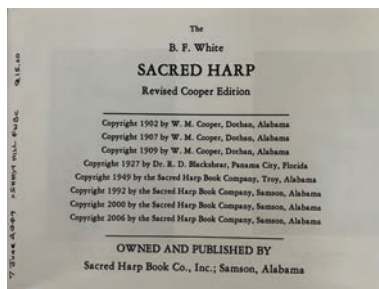 The
B. F. White
SACRED HARP
Revised Cooper Edition
Copyright 1902 by W. M. Cooper, Dothan, Alabama
Copyright 1907 by W. M. Cooper, Dothan, Alabama
Copyright 1909 by W. M. Cooper, Dothan, Alabama
Copyright 1927 by Dr. R. D. Blackshear, Panama City, Florida
Copyright 1949 by the Sacred Harp Book Company, Troy, Alabama
Copyright 1992 by the Sacred Harp Book Company, Samson, Alabama
Copyright 2000 by the Sacred Harp Book Company, Samson, Alabama
Copyright 2006 by the Sacred Harp Book Company, Samson, Alabama
OWNED AND PUBLISHED BY
Sacred Harp Book Co., Inc.; Samson, Alabama
7 June